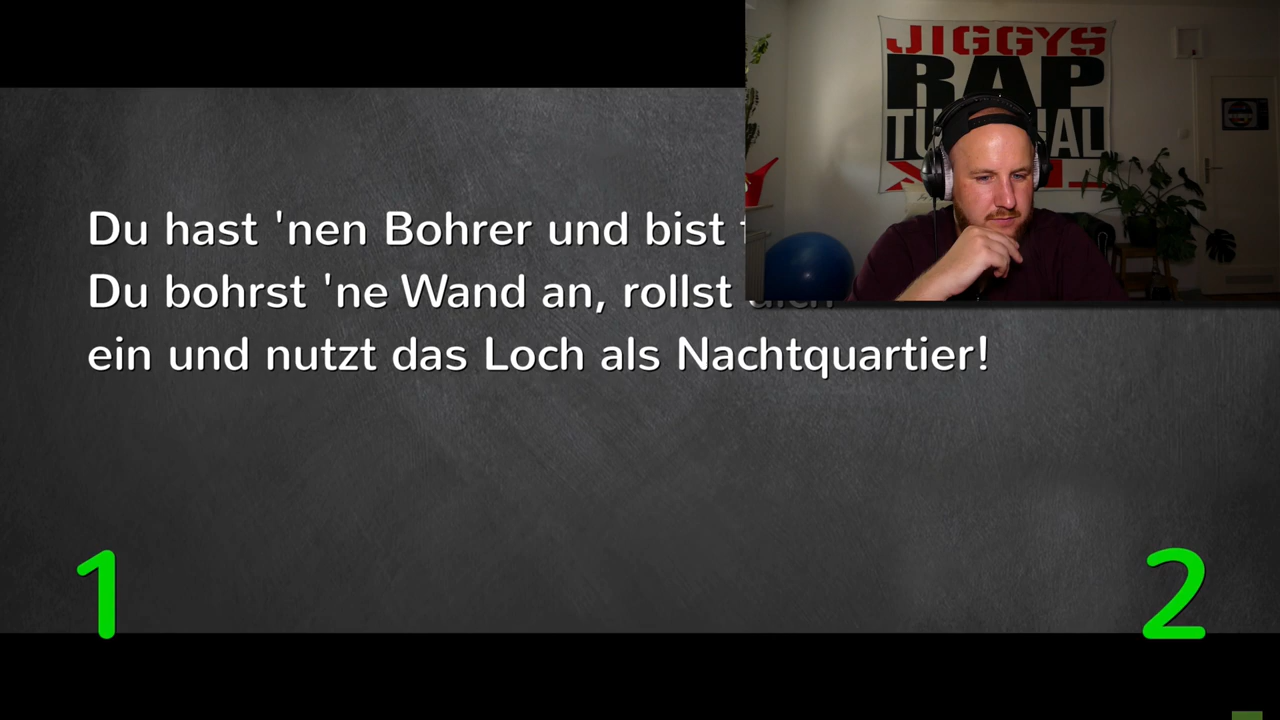 JIGGYS
RAP
Du hast 'nen Bohrer und bist
Du bohrst 'ne Wand an, rollst dich
ein und nutzt das Loch als Nachtquartier!
1
2